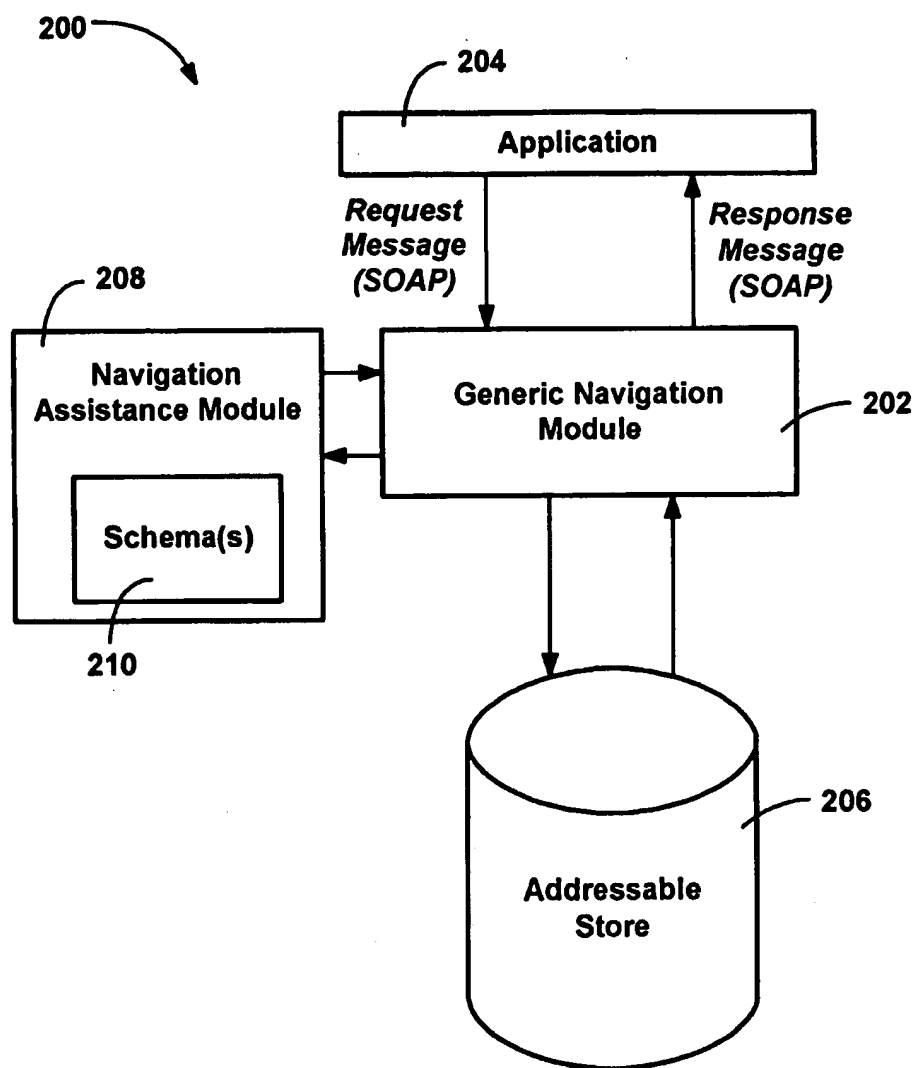 200
204
Application
Request
Message
(SOAP)
Response
Message
(SOAP)
208
Navigation
Assistance Module
Generic Navigation
Module
202
Schema(s)
210
206
Addressable
Store